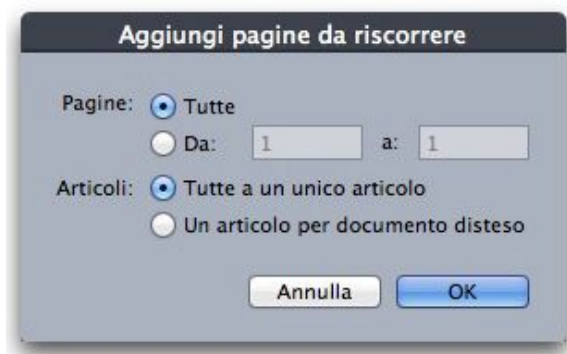 Aggiungi pagine da riscorrere
Pagine: Tutte
Da: 1 a: 1
Articoli: Tutte a un unico articolo
Un articolo per documento disteso
Annulla OK